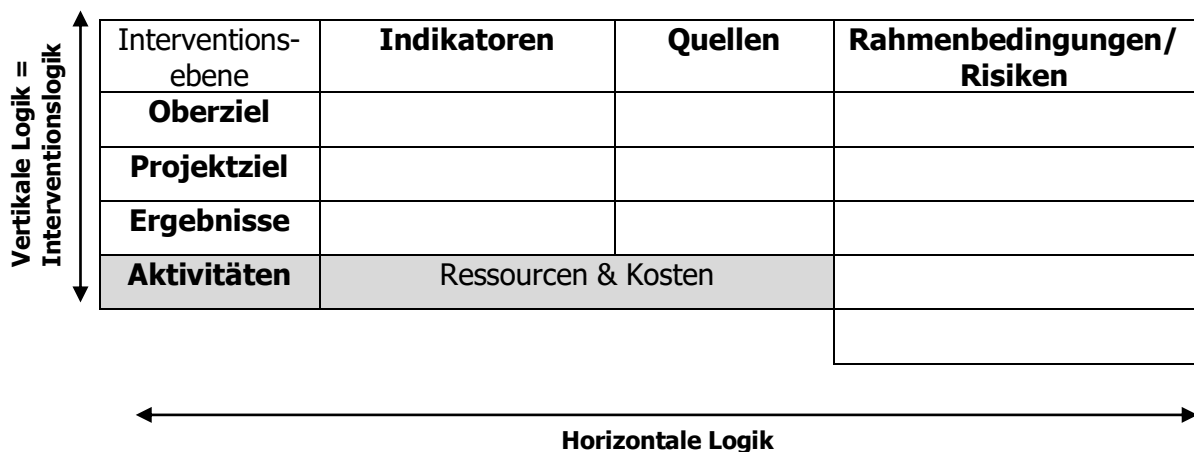 Vertikale Logik =
Interventionslogik
Interventions-
ebene
Indikatoren
Quellen
Rahmenbedingungen/
Risiken
Oberziel
Projektziel
Ergebnisse
Aktivitäten
Ressourcen & Kosten
Horizontale Logik